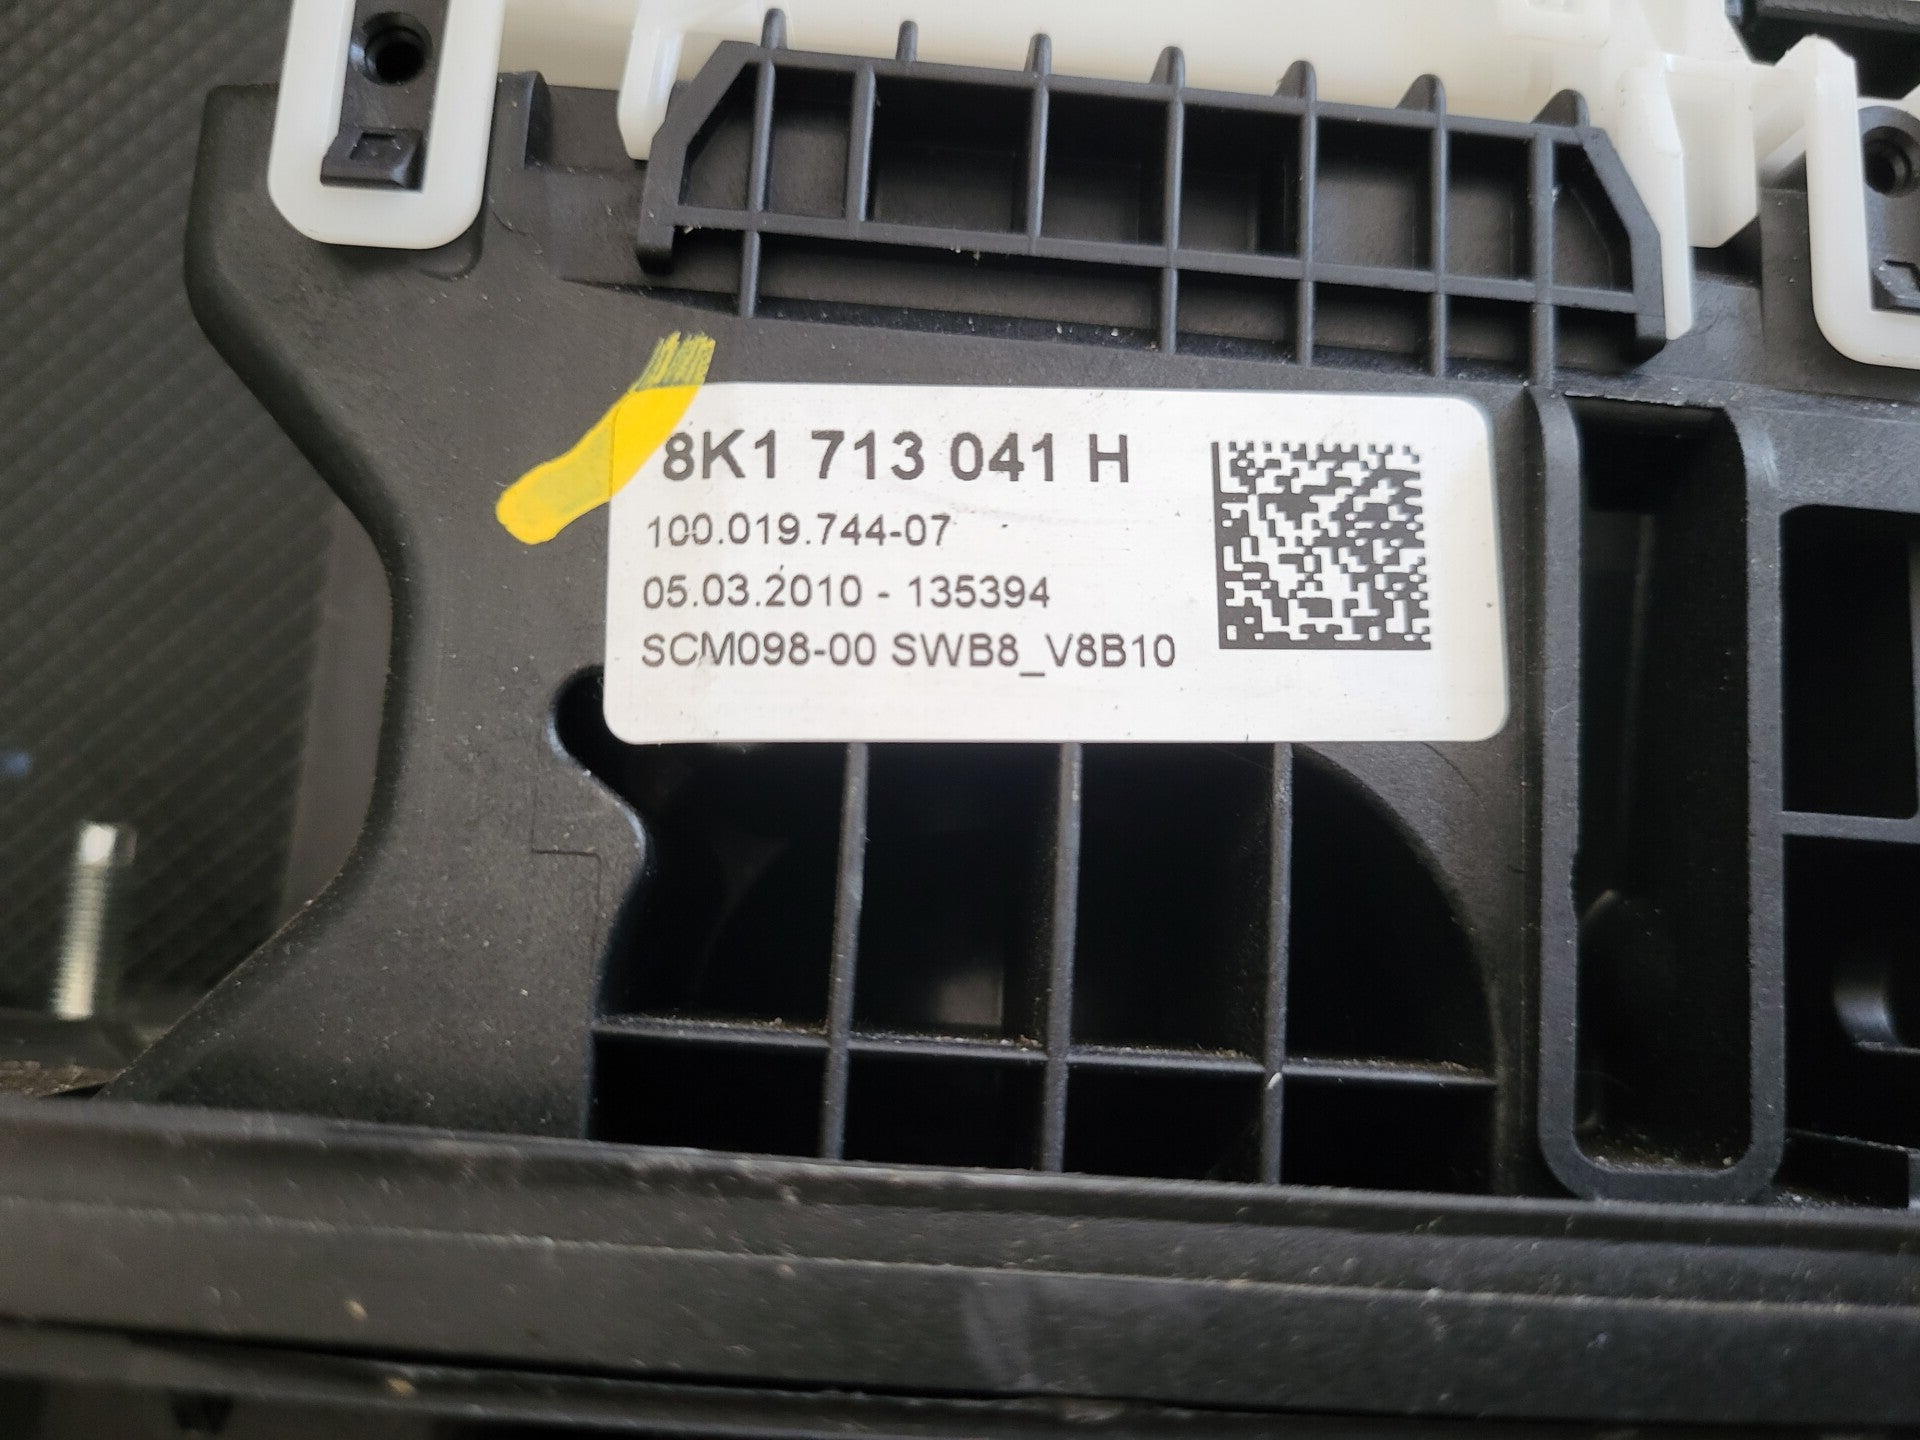 8K1 713 041 H
100.019.744-07
05.03.2010 - 135394
SCM098-00 SWB8_V8B10